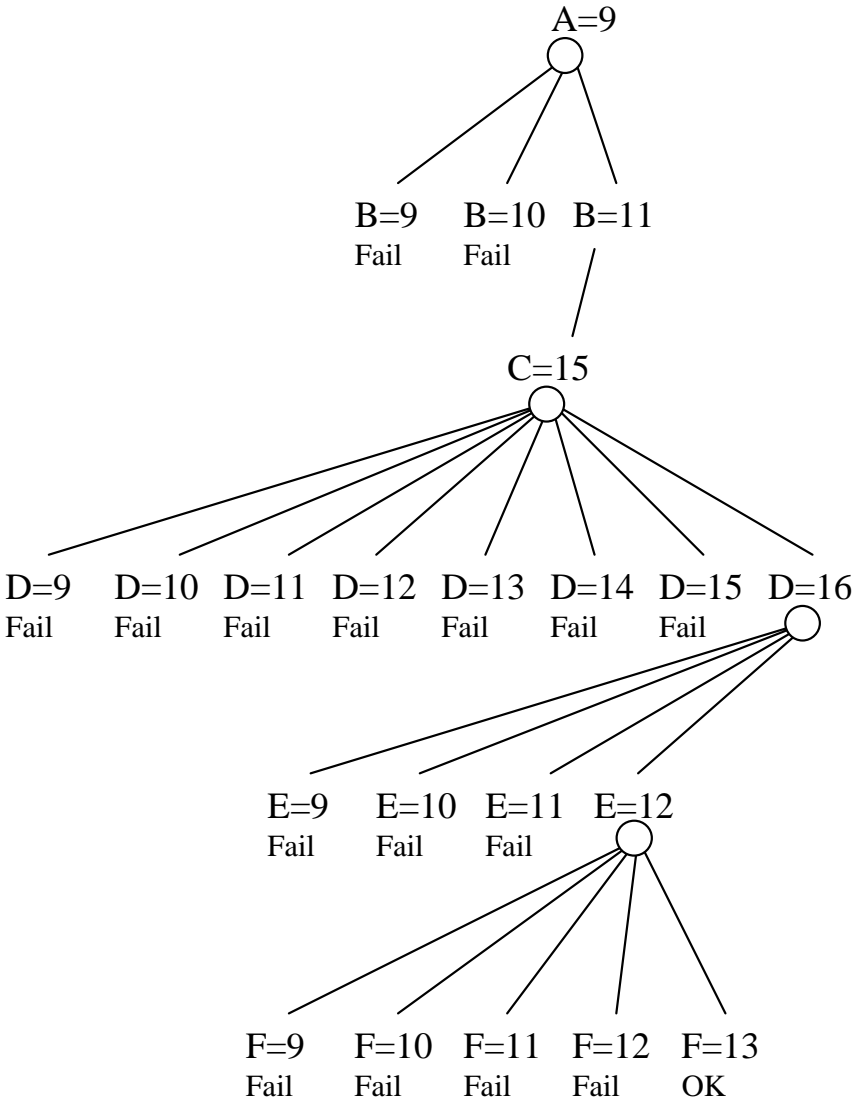 A=9
B=9 B=10 B=11
Fail Fail
C=15
D=9 D=10 D=11 D=12 D=13 D=14 D=15 D=16
Fail Fail Fail Fail Fail Fail Fail
E=9 E=10 E=11 E=12
Fail Fail Fail
F=9 F=10 F=11 F=12 F=13
Fail Fail Fail Fail OK